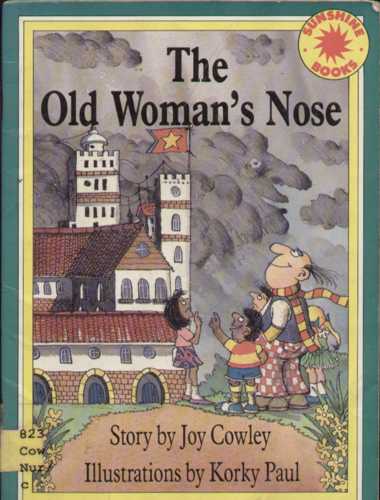 SUNSHINE
BOOKS
The
Old Woman's Nose
823
Cow
Nur/
c
Story by Joy Cowley
Illustrations by Korky Paul